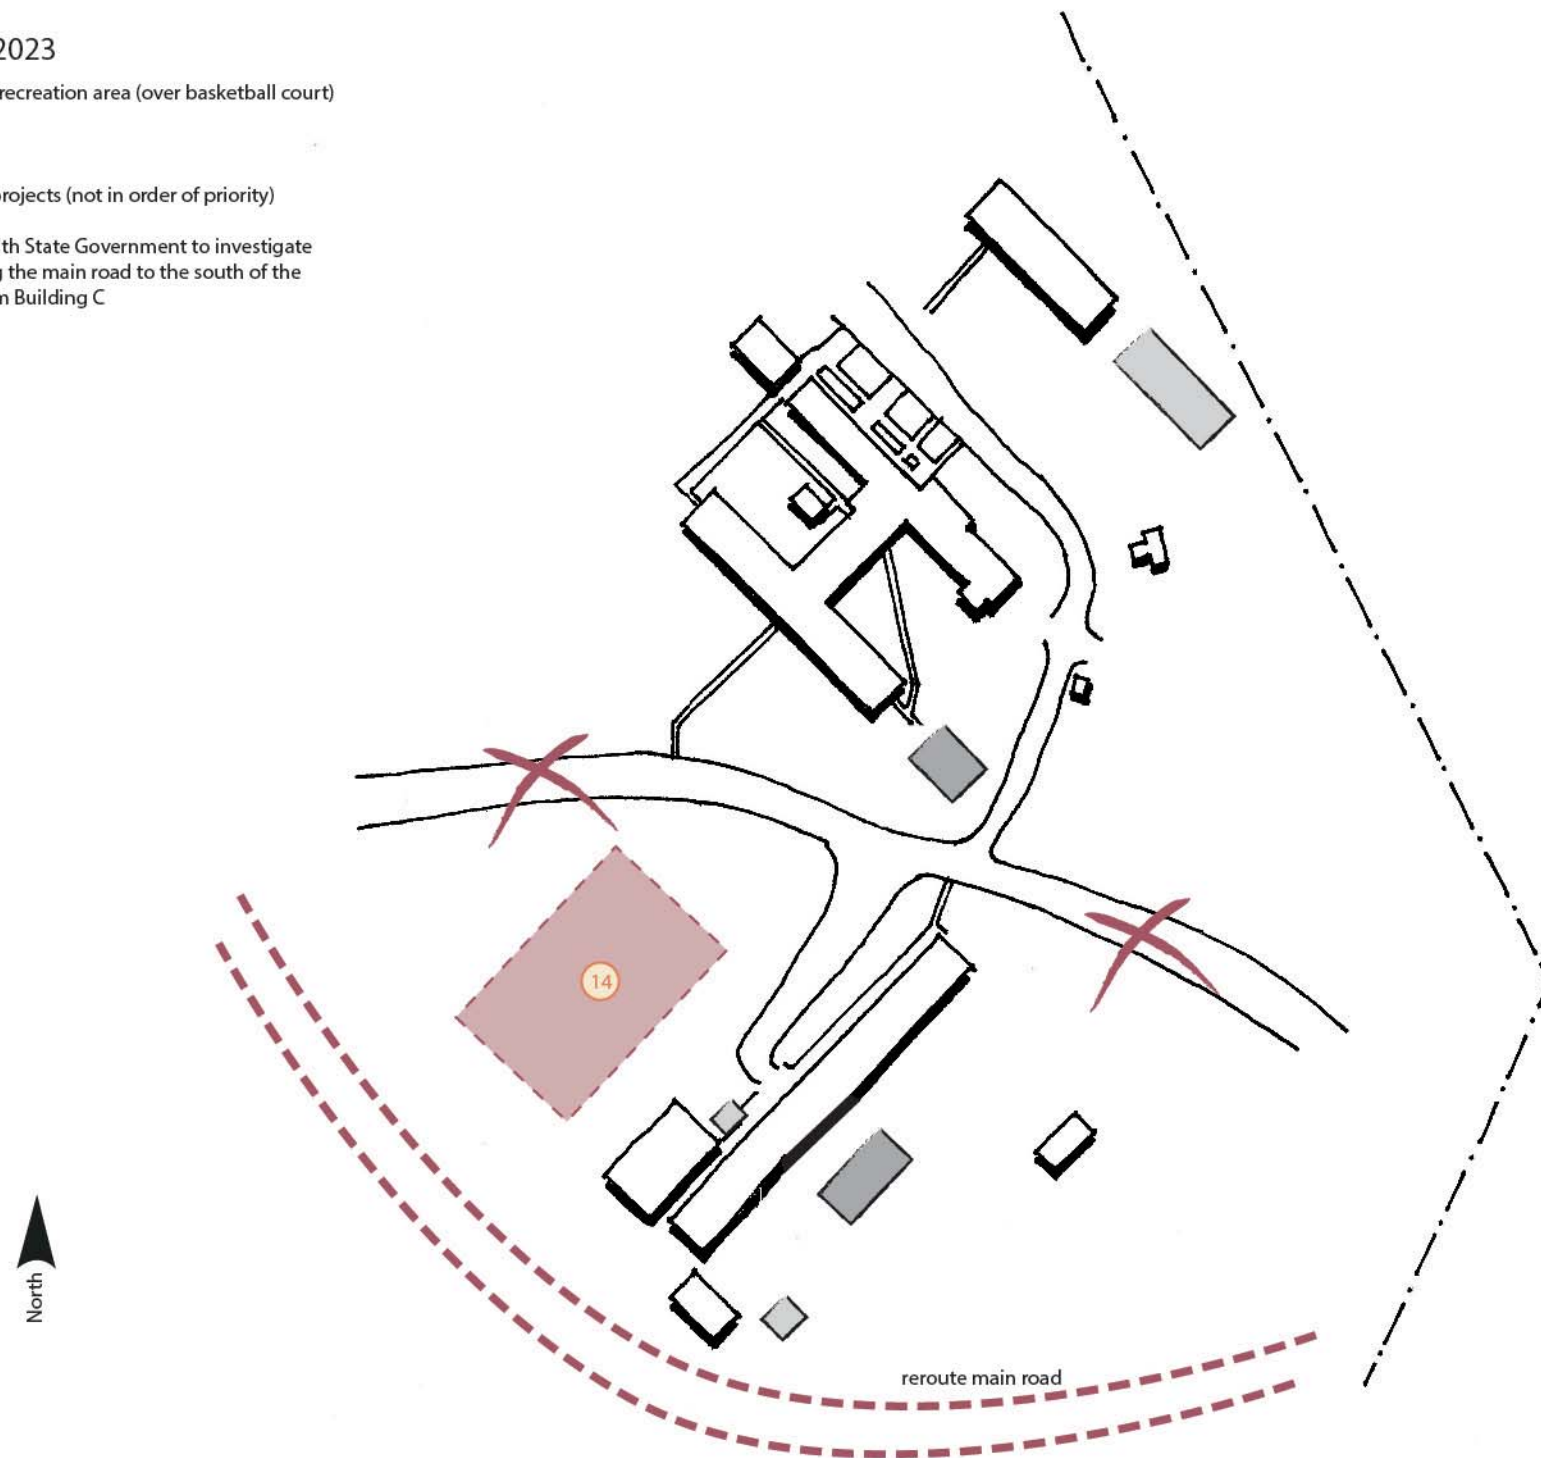 2023
recreation area (over basketball court)
rojects (not in order of priority)
th State Government to investigate
the main road to the south of the
Building C
14
North
reroute main road